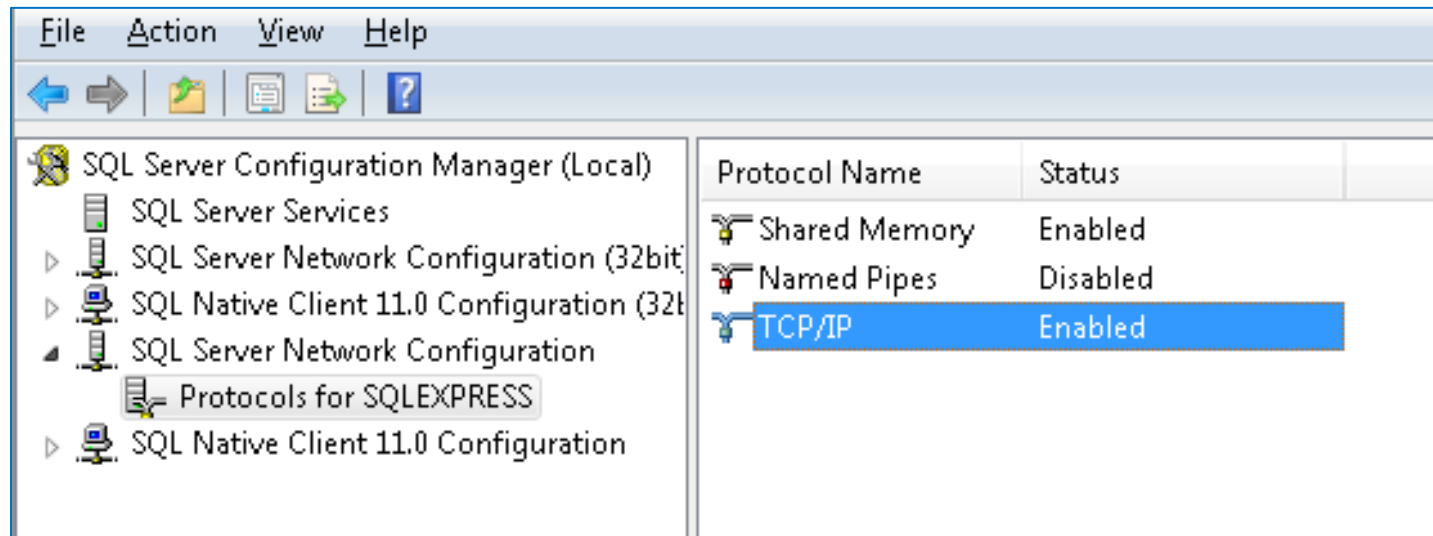 File Action View Help
SQL Server Configuration Manager (Local)
SQL Server Services
SQL Server Network Configuration (32bit
SQL Native Client 11.0 Configuration (32b
SQL Server Network Configuration
Protocols for SQLEXPRESS
SQL Native Client 11.0 Configuration
Protocol Name Status
Shared Memory Enabled
Named Pipes Disabled
TCP/IP Enabled